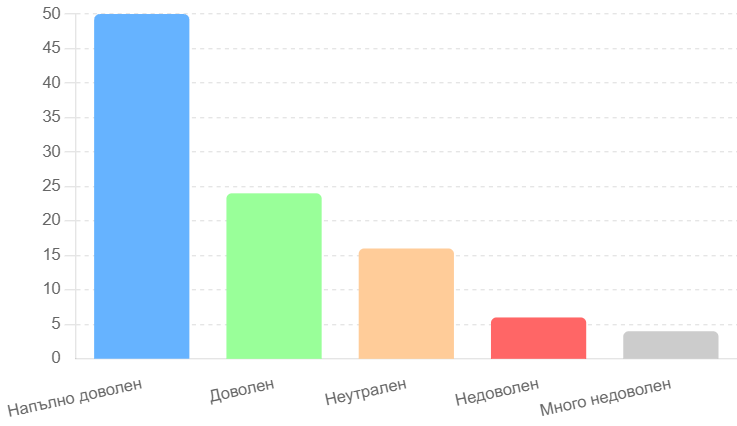 50
45
40
35
30
25
20
15
10
5
0
Напълно доволен
Доволен
Неутрален
Недоволен
Много недоволен